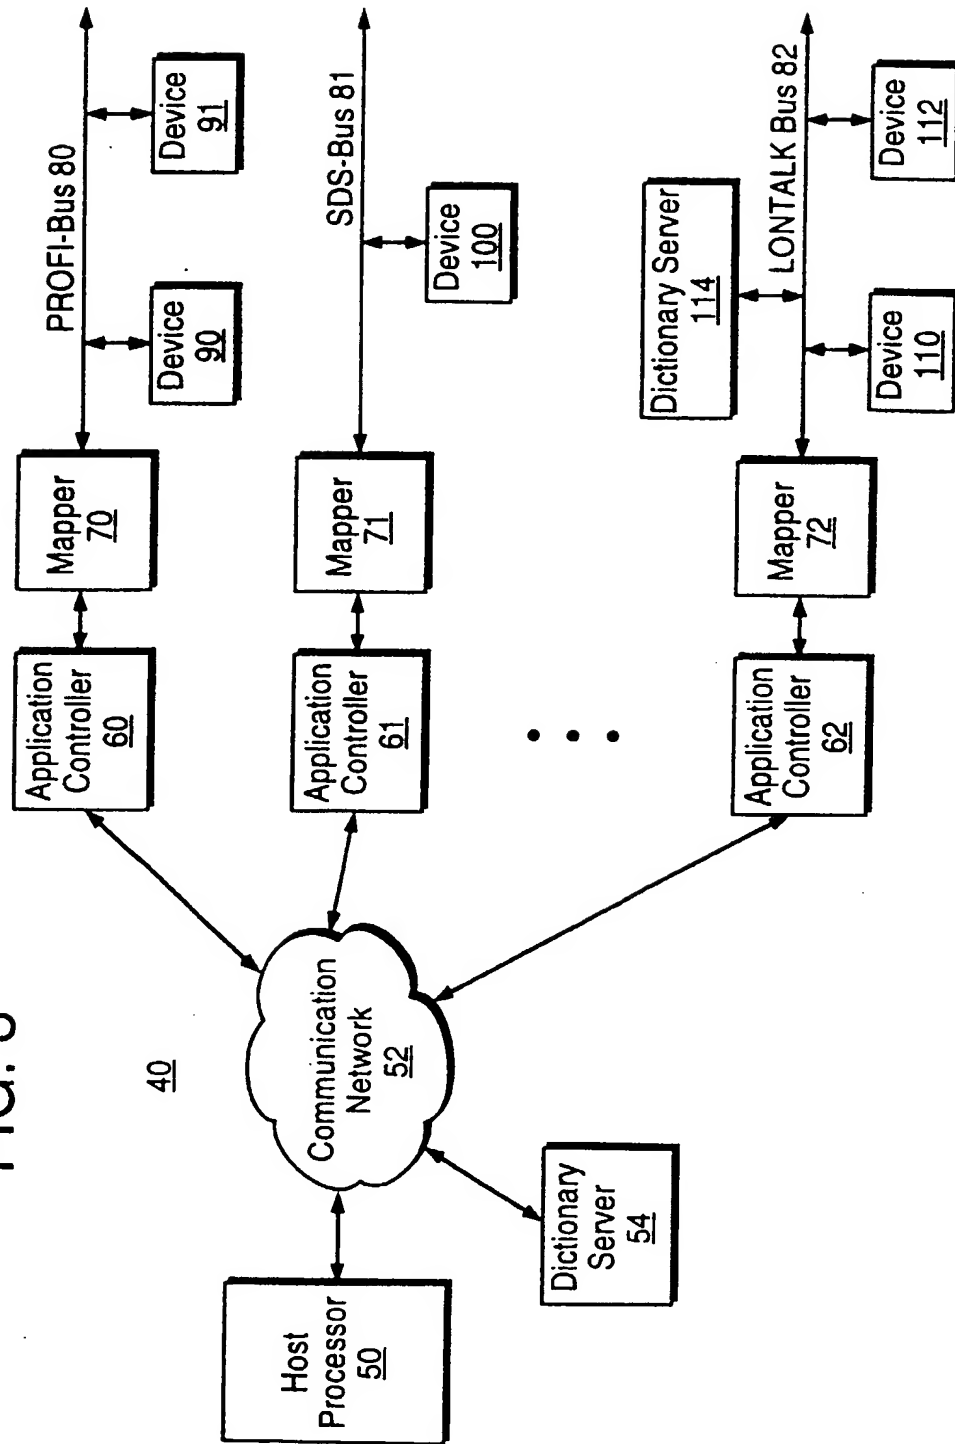 FIG.
40
Host
Processor
50
Communication
Network
52
Dictionary
Server
54
Application
Controller
60
Mapper
70
PROFI-Bus 80
Device
90
Device
91
Application
Controller
61
Mapper
71
SDS-Bus 81
Device
100
Application
Controller
62
Mapper
72
Dictionary Server
114
LONTALK Bus 82
Device
110
Device
112